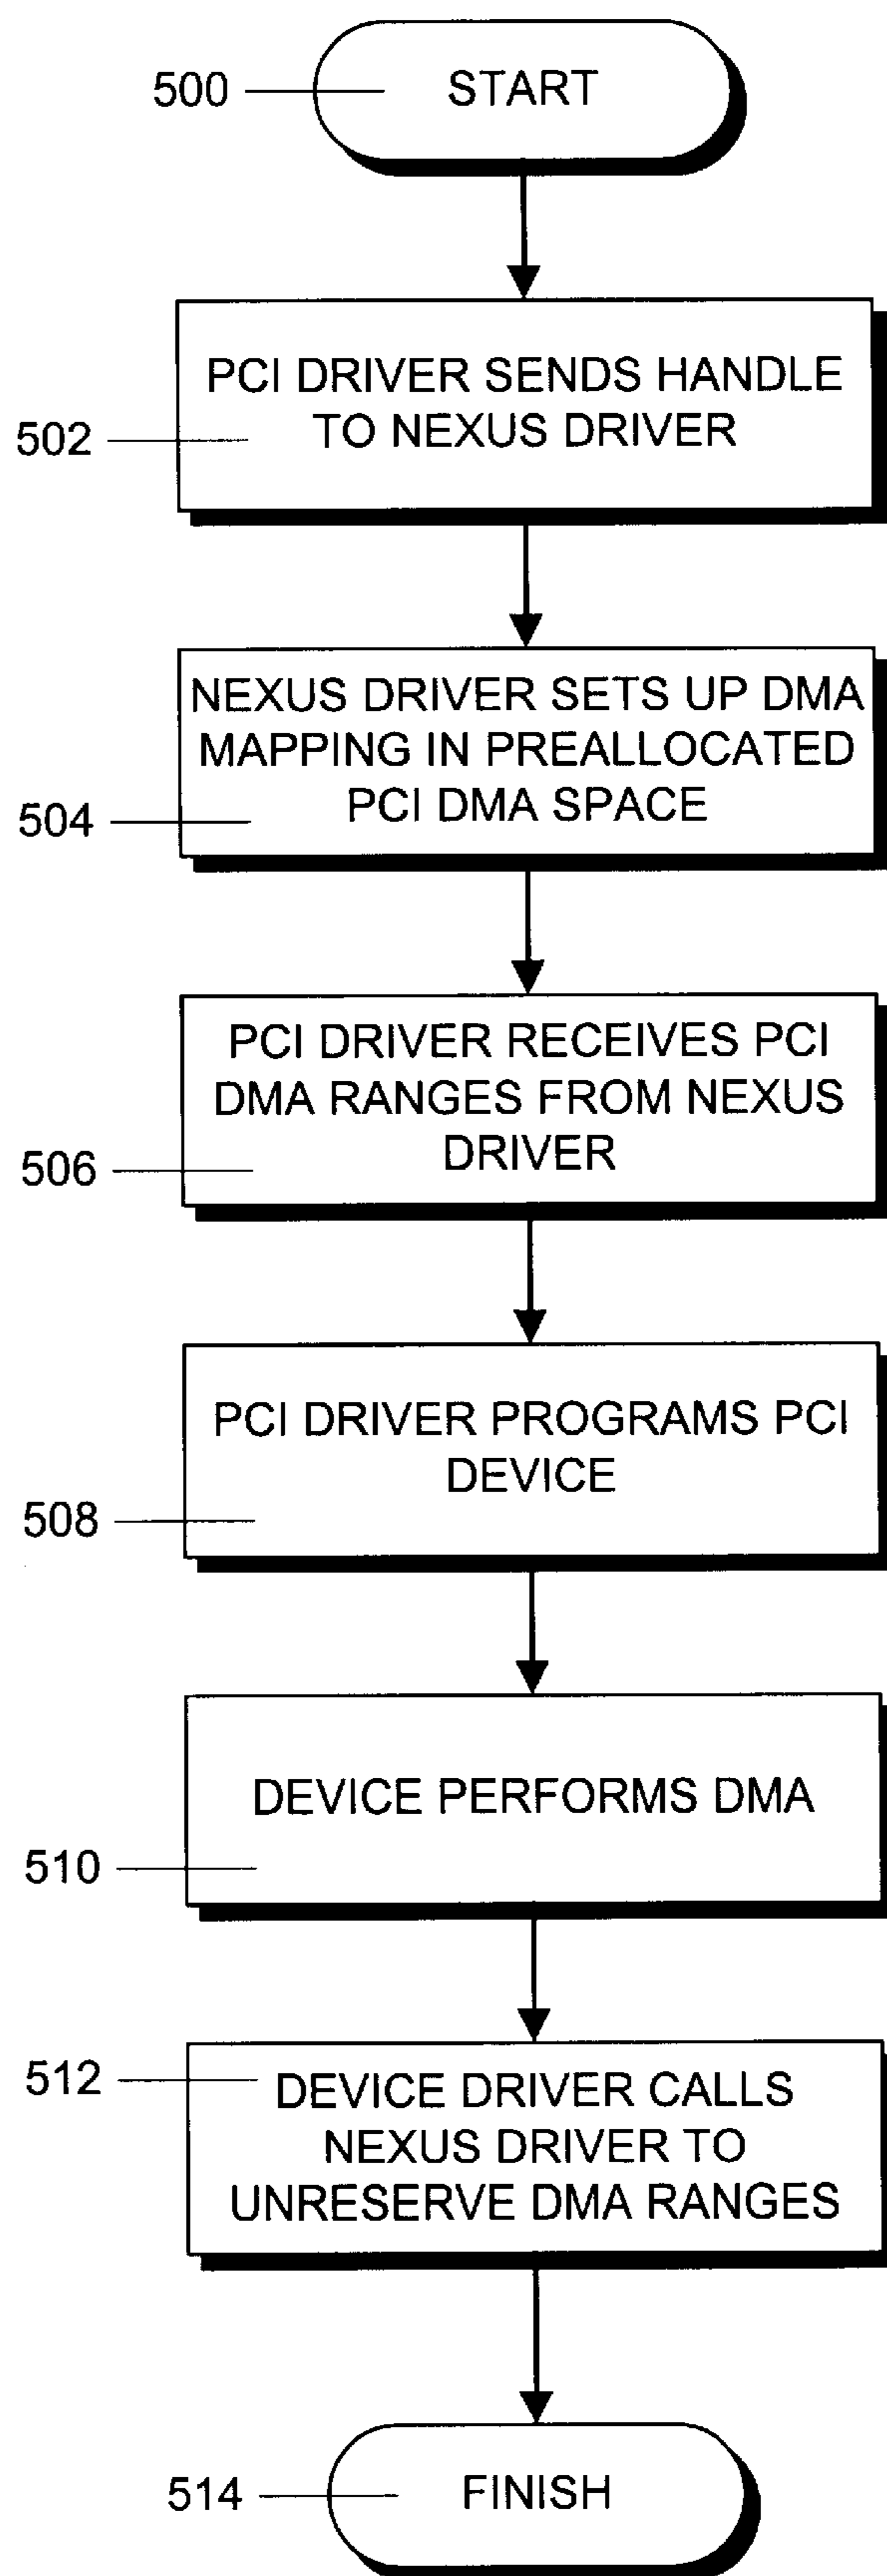 500
START
PCI DRIVER SENDS HANDLE
TO NEXUS DRIVER
502
NEXUS DRIVER SETS UP DMA
MAPPING IN PREALLOCATED
PCI DMA SPACE
504
PCI DRIVER RECEIVES PCI
DMA RANGES FROM NEXUS
DRIVER
506
PCI DRIVER PROGRAMS PCI
DEVICE
508
DEVICE PERFORMS DMA
510
512
DEVICE DRIVER CALLS
NEXUS DRIVER TO
UNRESERVE DMA RANGES
514
FINISH